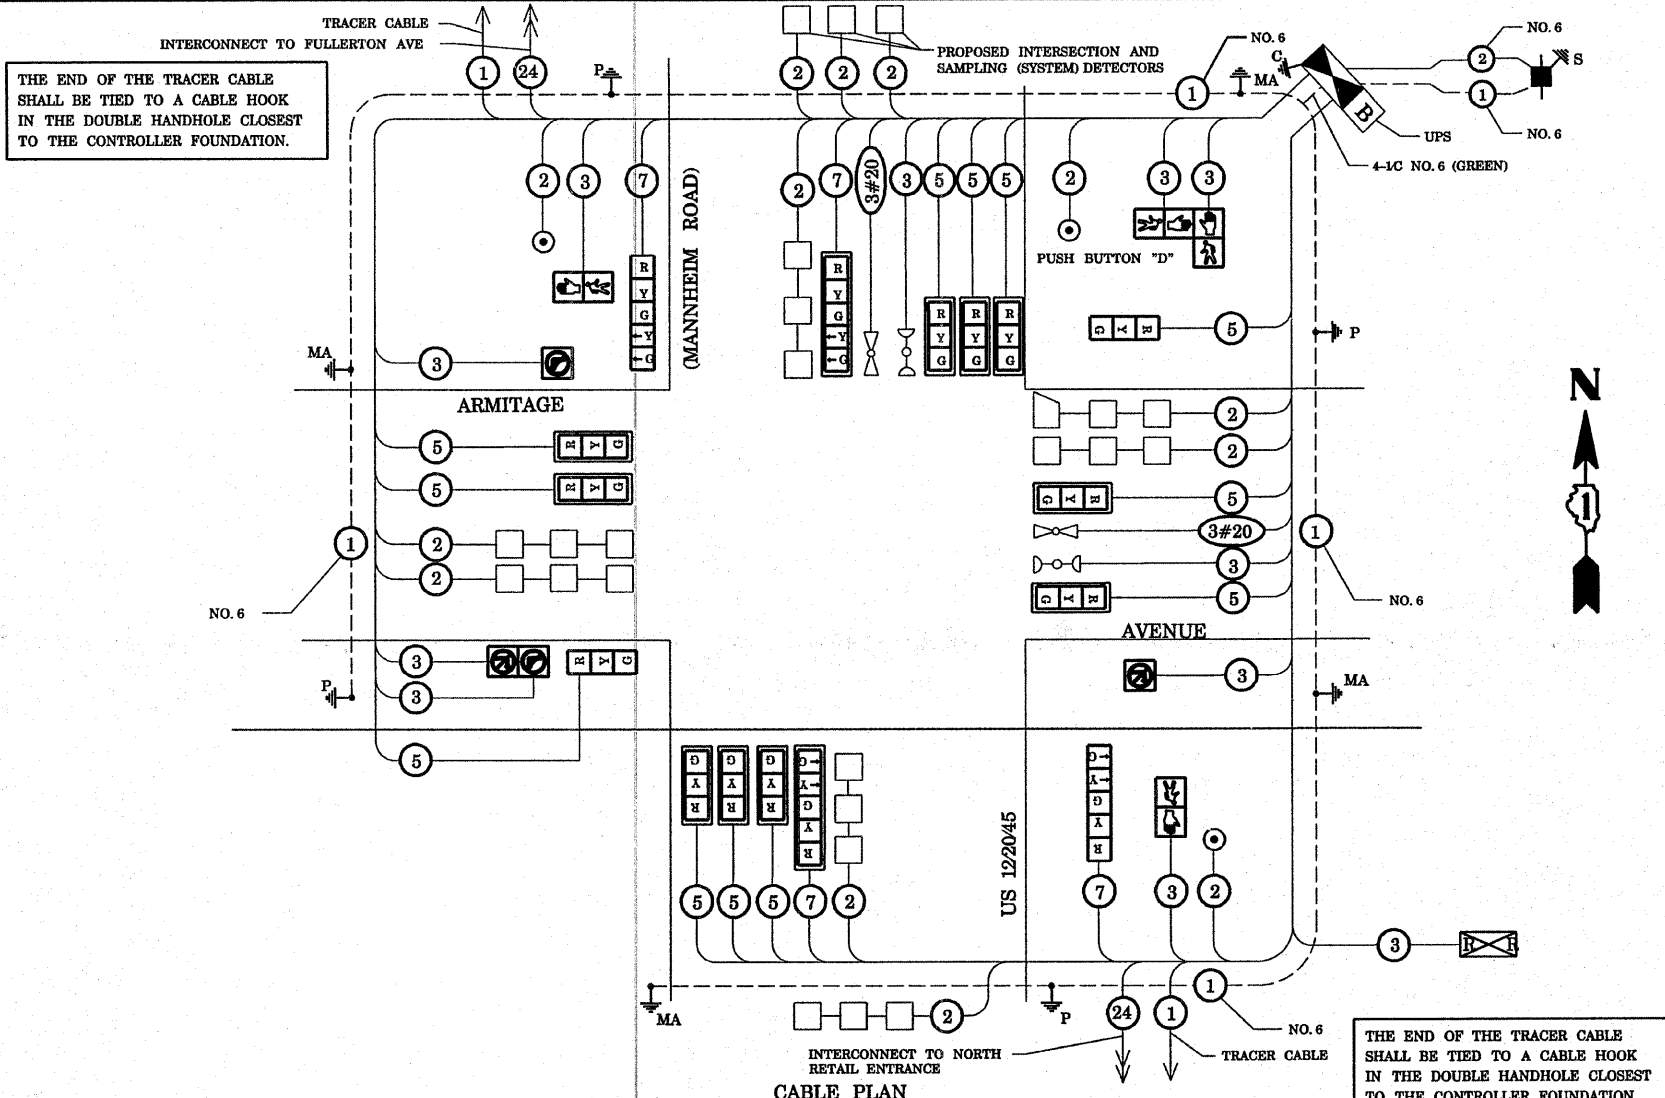 TRACER CABLE
INTERCONNECT TO FULLERTON AVE
THE END OF THE TRACER CABLE
SHALL BE TIED TO A CABLE HOOK
IN THE DOUBLE HANDHOLE CLOSEST
TO THE CONTROLLER FOUNDATION.
1 24
P
2 2 2
PROPOSED INTERSECTION AND
SAMPLING (SYSTEM) DETECTORS
NO. 6
1
MA
C
B
UPS
4-1/C NO. 6 (GREEN)
2
NO. 6
S
1
NO. 6
2 3 7
2 7 3#20 3 5 5 5
2 3 3
PUSH BUTTON "D"
R Y G ←Y ←G
(MANNHEIM ROAD)
R Y G ←Y ←G
R Y G
R Y G
R Y G
G Y R
5
P
MA
3
ARMITAGE
5
R Y G
5
R Y G
2
2
1
NO. 6
2
2
G Y R
5
3#20
3
G Y R
5
1
NO. 6
N
1
AVENUE
3
R Y G
3
P
5
3
MA
G Y R
G Y R
G Y R
←G ←Y G Y R
5 5 5 7 2
US 12/20/45
←G ←Y G Y R
7 3 2
3
R R
MA
2
P
24 1
1
NO. 6
INTERCONNECT TO NORTH
RETAIL ENTRANCE
TRACER CABLE
CABLE PLAN
THE END OF THE TRACER CABLE
SHALL BE TIED TO A CABLE HOOK
IN THE DOUBLE HANDHOLE CLOSEST
TO THE CONTROLLER FOUNDATION